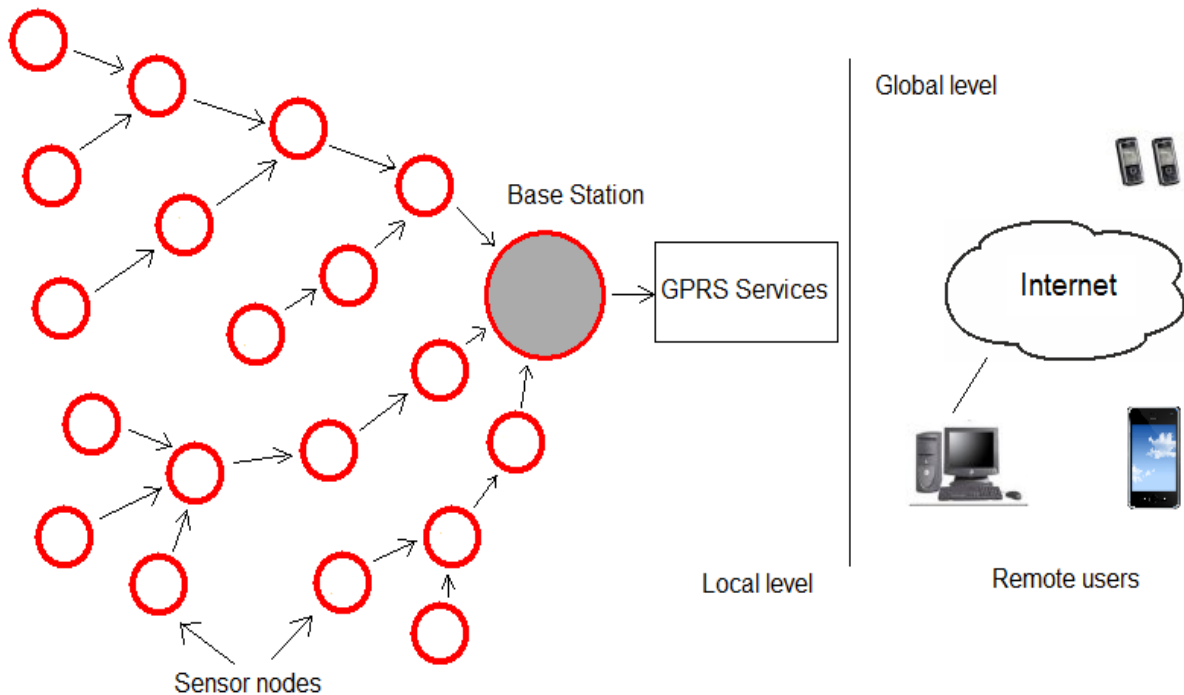 Global level
Base Station
GPRS Services
Internet
Local level
Remote users
Sensor nodes